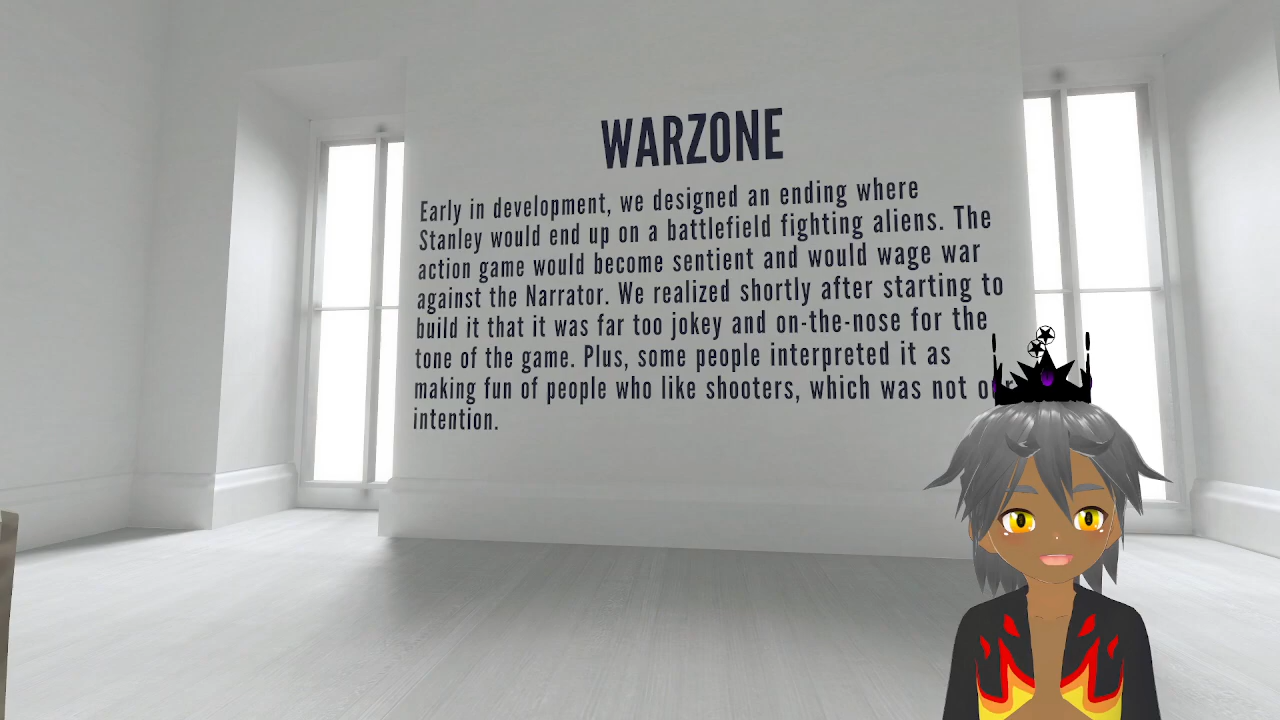 WARZONE
Early in development, we designed an ending where
Stanley would end up on a battlefield fighting aliens. The
action game would become sentient and would wage war
against the Narrator. We realized shortly after starting to
build it that it was far too jokey and on-the-nose for the
tone of the game. Plus, some people interpreted it as
making fun of people who like shooters, which was not our
intention.